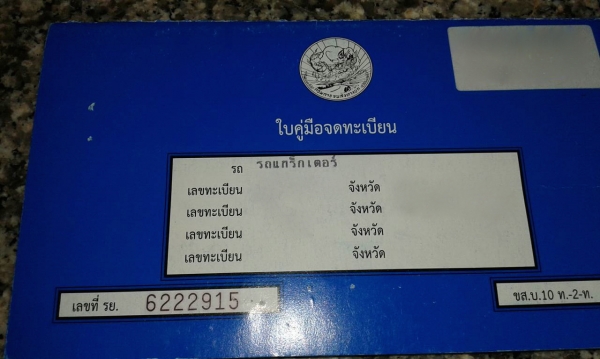 ใบคู่มือจดทะเบียน
รถ รถแทร็กเตอร์
เลขทะเบียน จังหวัด
เลขทะเบียน จังหวัด
เลขทะเบียน จังหวัด
เลขทะเบียน จังหวัด
เลขที่ รย. 6222915
ขส.บ.10 ท.-2-ท.